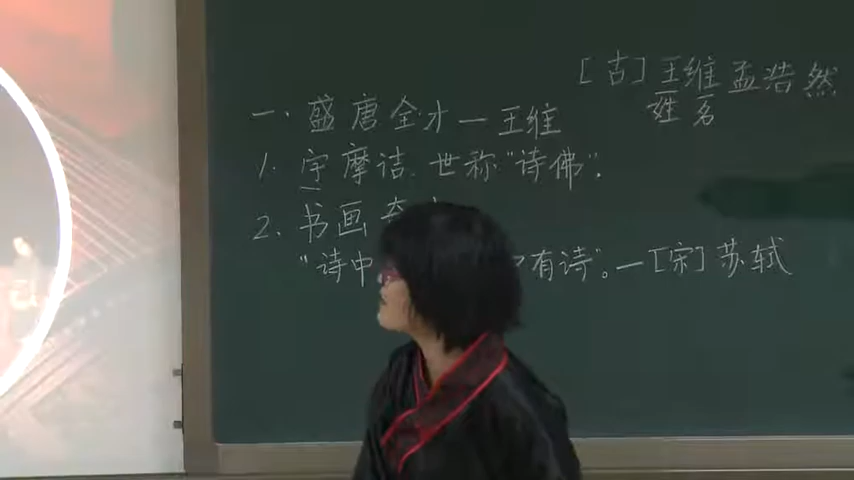 [古] 王维 孟浩然
姓 名
一. 盛唐全才—王维
1. 字摩诘. 世称"诗佛"。
2. 书画
"诗中 有诗"。—[宋] 苏轼